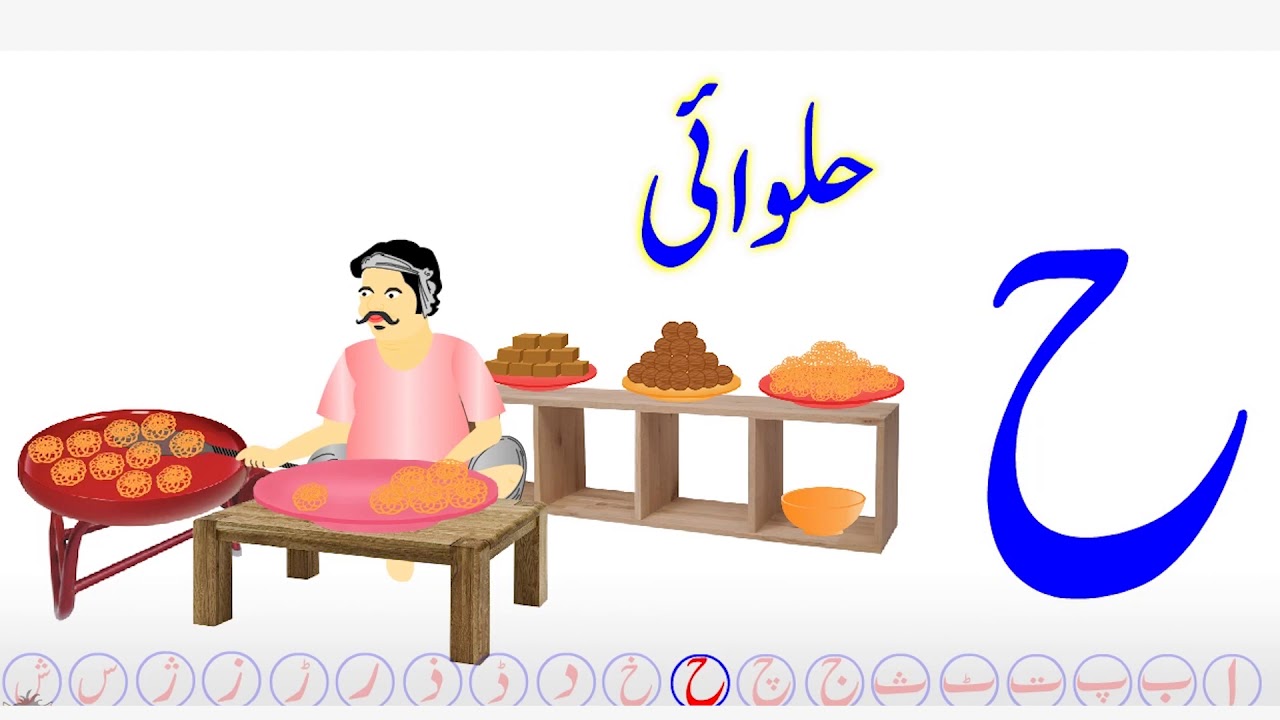 حلوائی
ح
ا ب پ ت ٹ ث ج چ ح خ د ڈ ذ ر ڑ ز ژ س ش